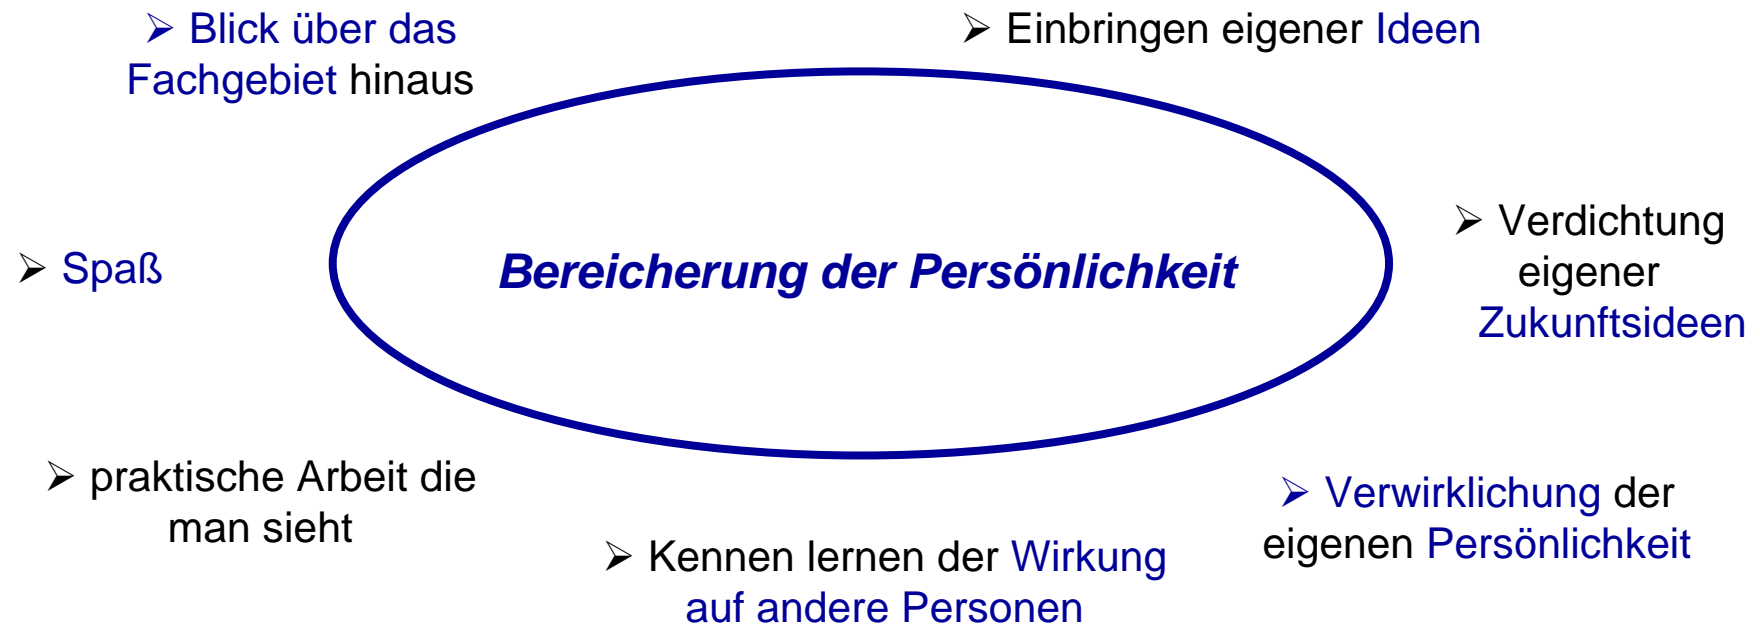 ➢ Blick über das
Fachgebiet hinaus
➢ Einbringen eigener Ideen
➢ Spaß
Bereicherung der Persönlichkeit
➢ Verdichtung
eigener
Zukunftsideen
➢ praktische Arbeit die
man sieht
➢ Kennen lernen der Wirkung
auf andere Personen
➢ Verwirklichung der
eigenen Persönlichkeit